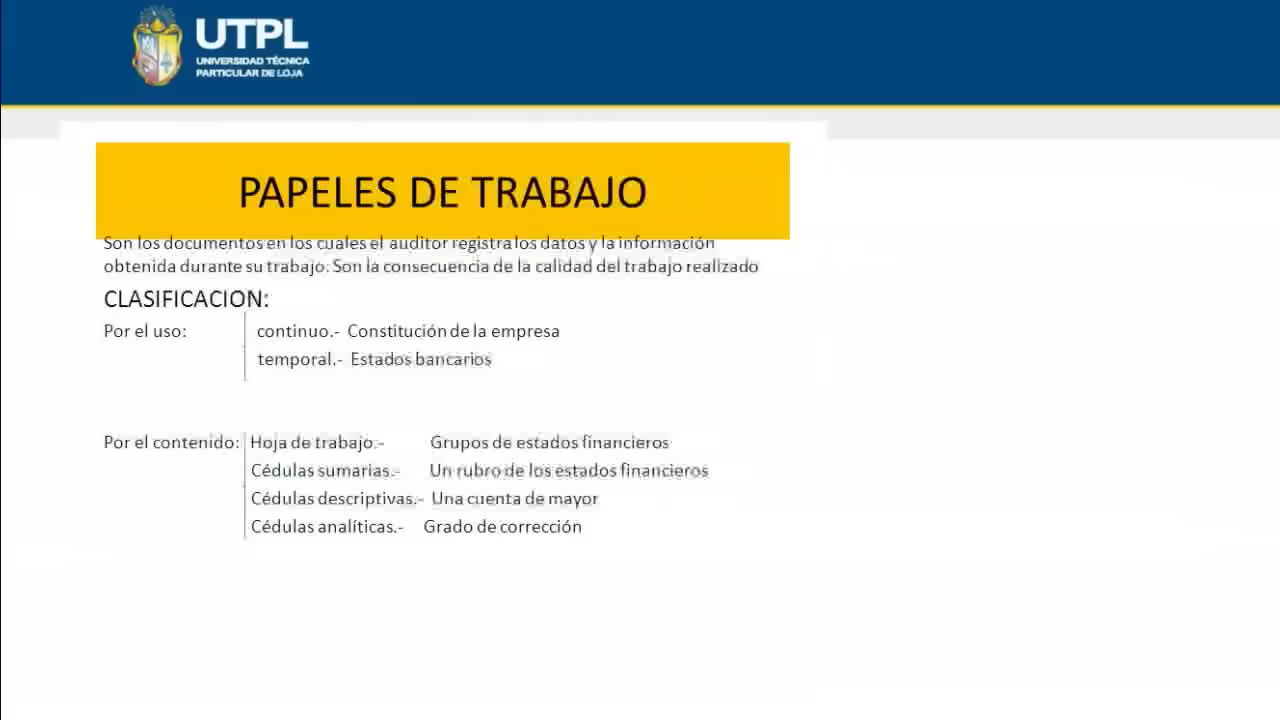 UTPL
UNIVERSIDAD TÉCNICA
PARTICULAR DE LOJA
PAPELES DE TRABAJO
Son los documentos en los cuales el auditor registra los datos y la información
obtenida durante su trabajo. Son la consecuencia de la calidad del trabajo realizado
CLASIFICACION:
Por el uso: continuo.- Constitución de la empresa
temporal.- Estados bancarios
Por el contenido: Hoja de trabajo.- Grupos de estados financieros
Cédulas sumarias.- Un rubro de los estados financieros
Cédulas descriptivas.- Una cuenta de mayor
Cédulas analíticas.- Grado de corrección